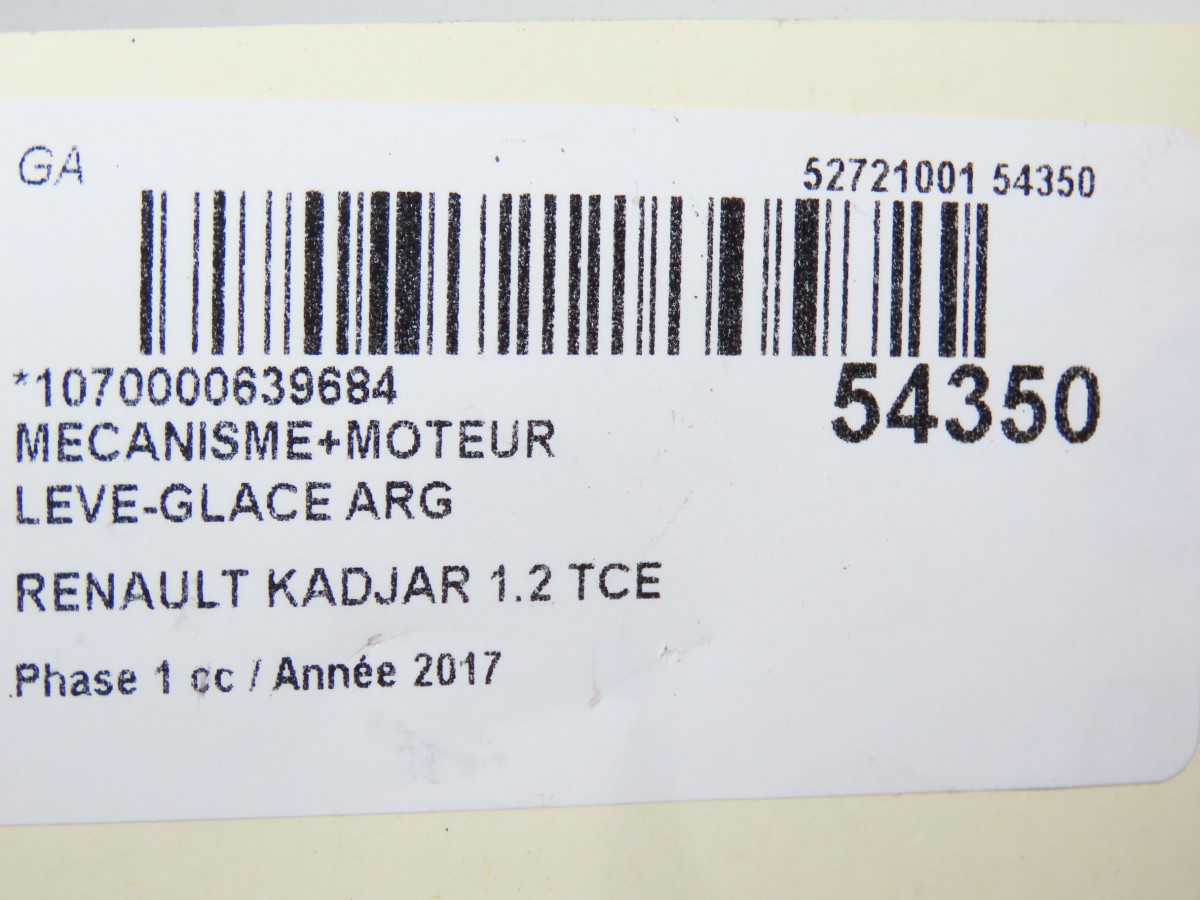 GA
52721001 54350
*1070000639684
54350
MECANISME+MOTEUR
LEVE-GLACE ARG
RENAULT KADJAR 1.2 TCE
Phase 1 cc / Année 2017